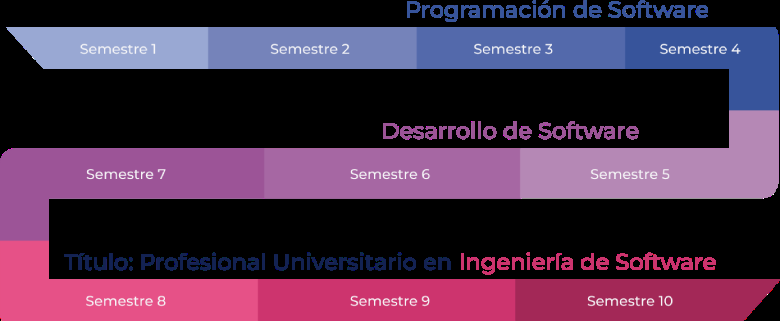 Programación de Software
Semestre 1 Semestre 2 Semestre 3 Semestre 4
Desarrollo de Software
Semestre 7 Semestre 6 Semestre 5
Título: Profesional Universitario en Ingeniería de Software
Semestre 8 Semestre 9 Semestre 10